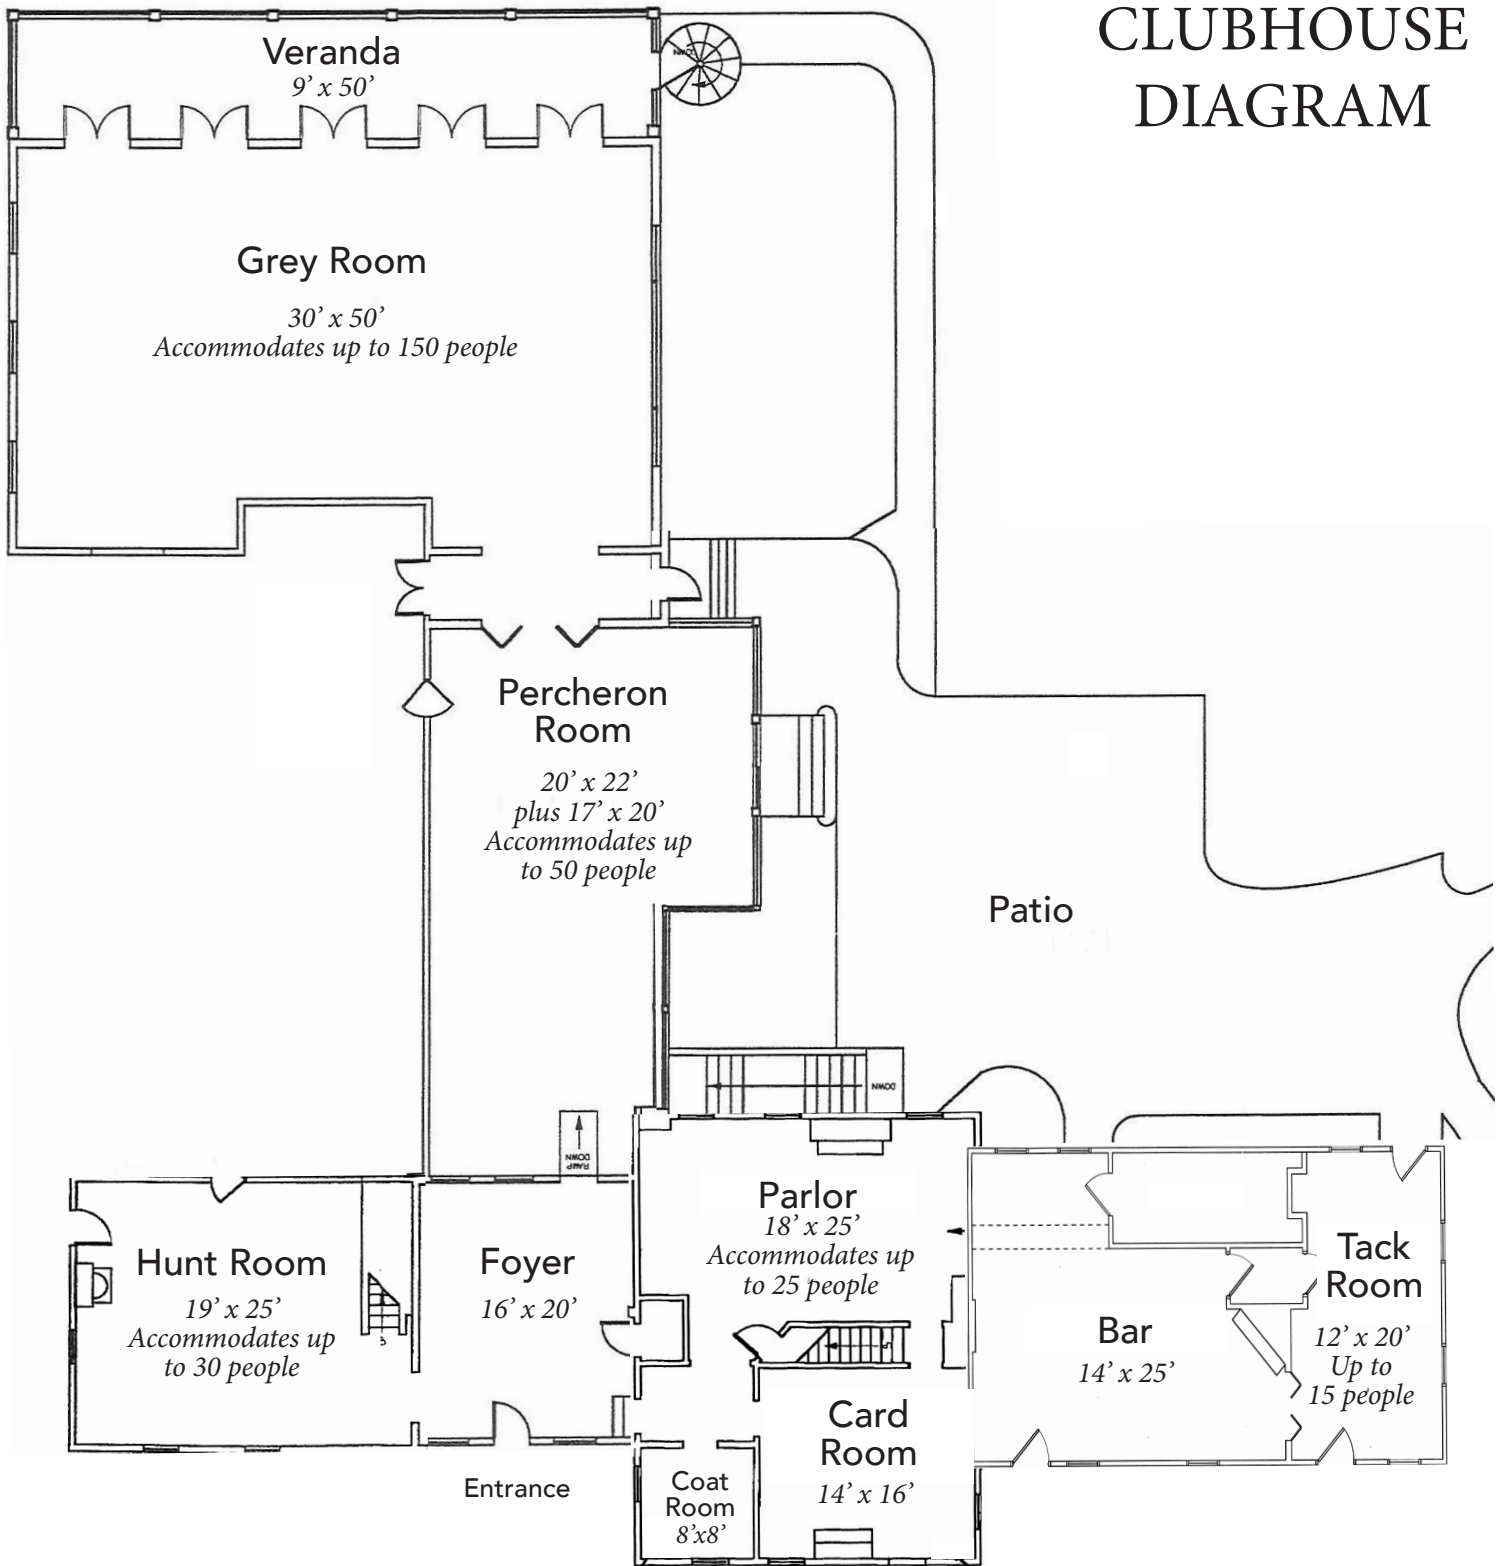 CLUBHOUSE
DIAGRAM
Veranda
9’ x 50’
DOWN
Grey Room
30’ x 50’
Accommodates up to 150 people
Percheron
Room
20’ x 22’
plus 17’ x 20’
Accommodates up
to 50 people
Patio
DOWN
RAMP
DOWN
Parlor
18’ x 25’
Accommodates up
to 25 people
Hunt Room
19’ x 25’
Accommodates up
to 30 people
Foyer
16’ x 20’
Tack
Room
12’ x 20’
Up to
15 people
Bar
14’ x 25’
Card
Room
14’ x 16’
Entrance
Coat
Room
8’x8’